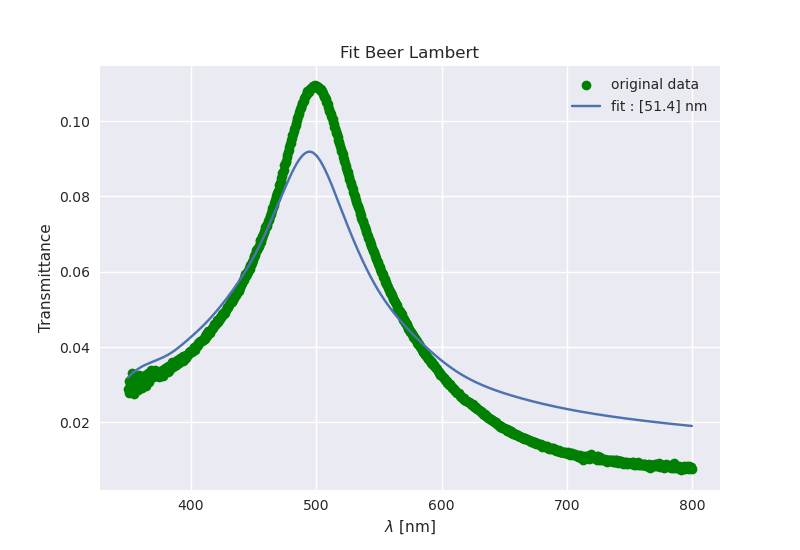 Fit Beer Lambert
original data
fit : [51.4] nm
Transmittance
0.10
0.08
0.06
0.04
0.02
400 500 600 700 800
λ [nm]